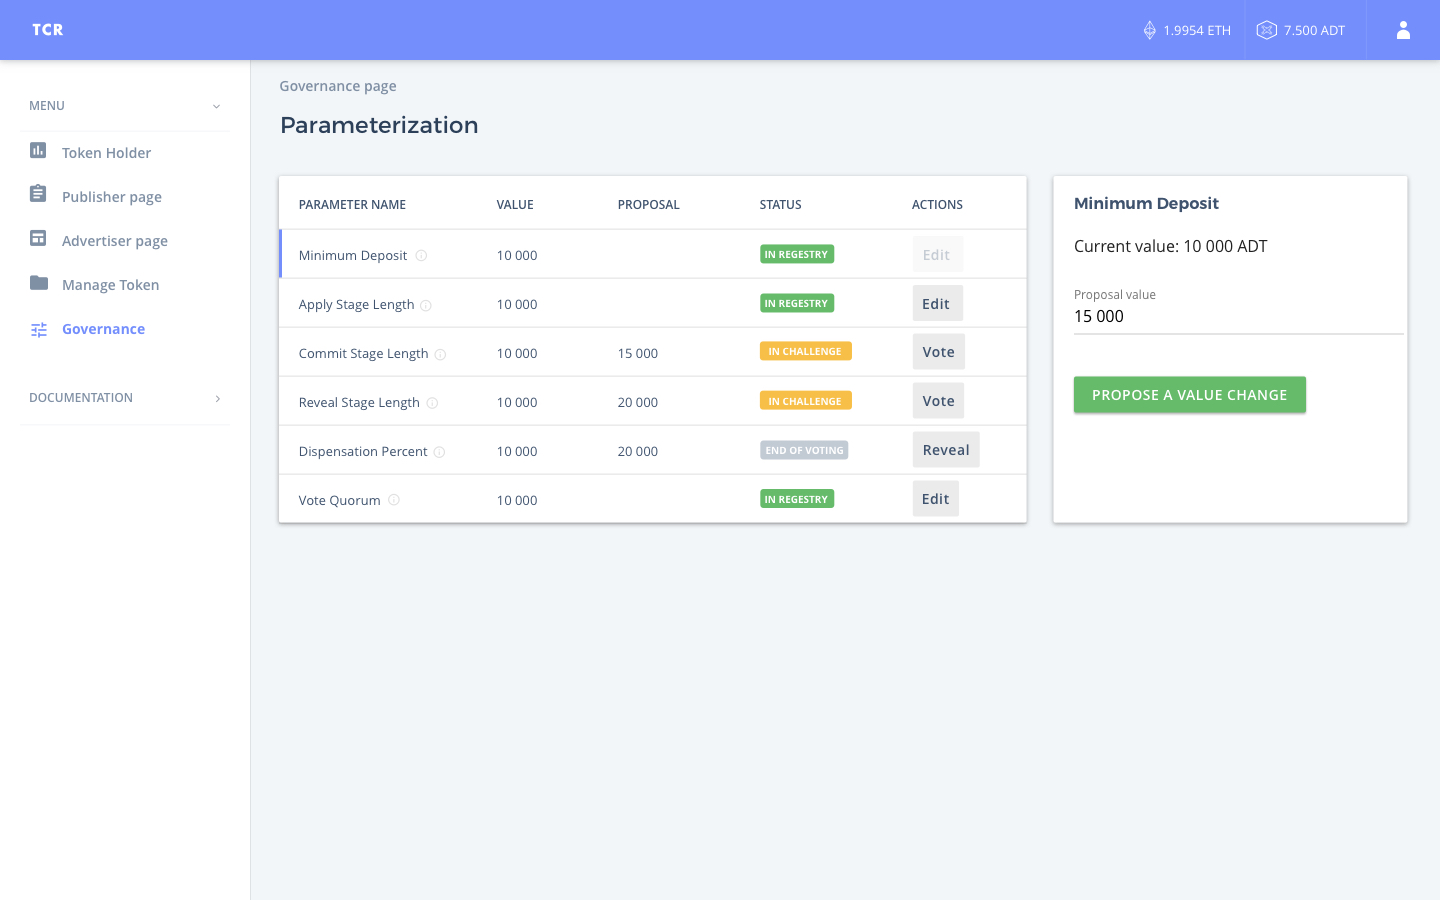 TCR
1.9954 ETH
7.500 ADT
MENU
Token Holder
Publisher page
Advertiser page
Manage Token
Governance
DOCUMENTATION
Governance page
Parameterization
PARAMETER NAME VALUE PROPOSAL STATUS ACTIONS
Minimum Deposit 10 000 IN REGESTRY Edit
Apply Stage Length 10 000 IN REGESTRY Edit
Commit Stage Length 10 000 15 000 IN CHALLENGE Vote
Reveal Stage Length 10 000 20 000 IN CHALLENGE Vote
Dispensation Percent 10 000 20 000 END OF VOTING Reveal
Vote Quorum 10 000 IN REGESTRY Edit
Minimum Deposit
Current value: 10 000 ADT
Proposal value
15 000
PROPOSE A VALUE CHANGE